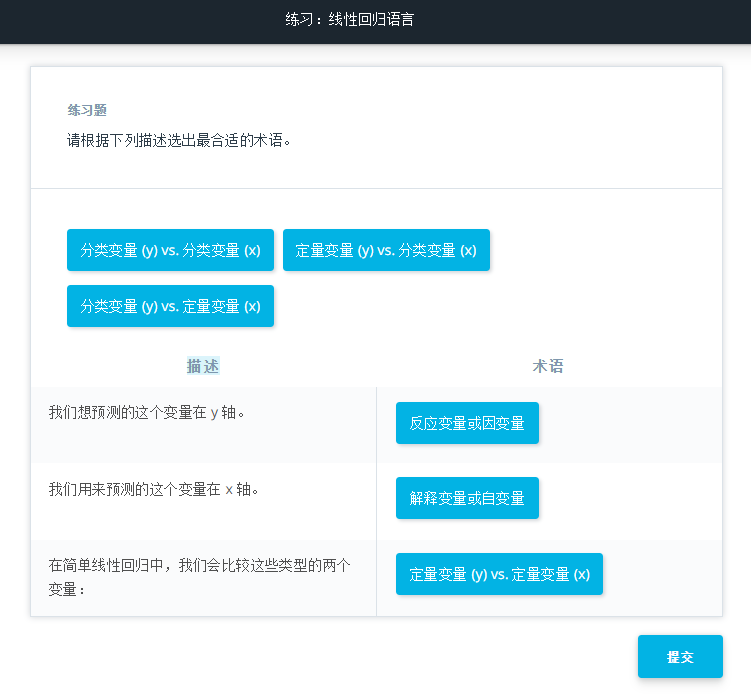 练习：线性回归语言
练习题
请根据下列描述选出最合适的术语。
分类变量 (y) vs. 分类变量 (x)
定量变量 (y) vs. 分类变量 (x)
分类变量 (y) vs. 定量变量 (x)
描述
术语
我们想预测的这个变量在 y 轴。
反应变量或因变量
我们用来预测的这个变量在 x 轴。
解释变量或自变量
在简单线性回归中，我们会比较这些类型的两个
变量：
定量变量 (y) vs. 定量变量 (x)
提交